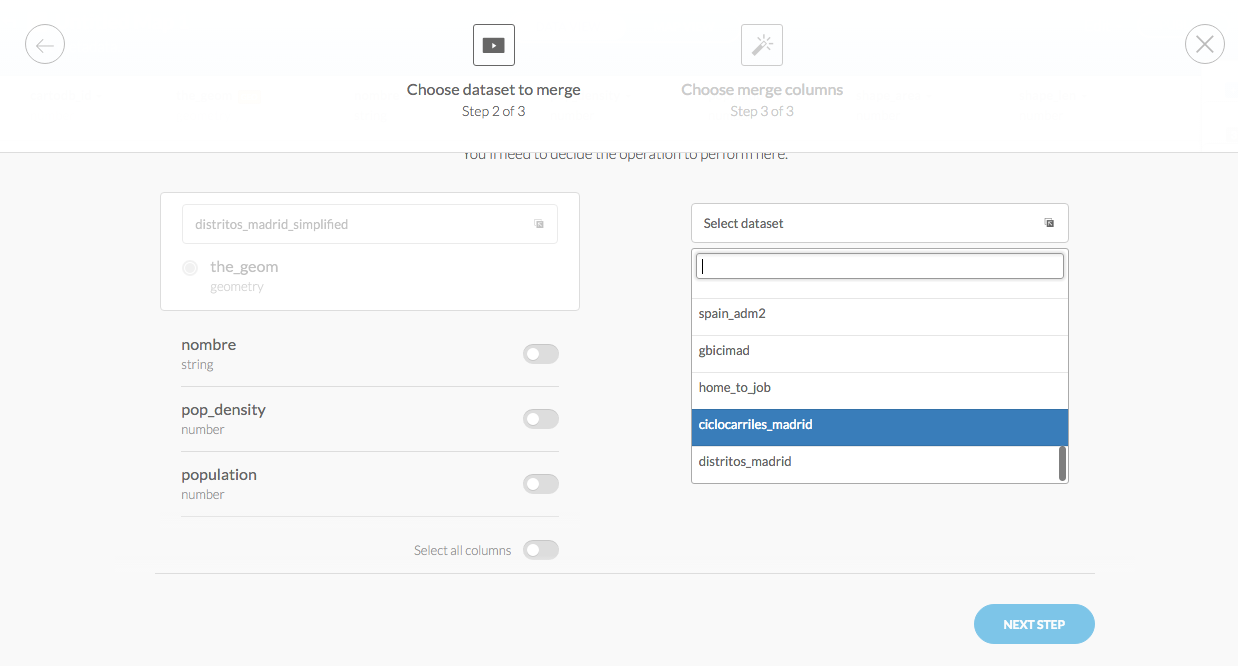 Choose dataset to merge
Step 2 of 3
Choose merge columns
Step 3 of 3
You'll need to decide the operation to perform here.
distritos_madrid_simplified
the_geom
geometry
nombre
string
pop_density
number
population
number
Select all columns
Select dataset
spain_adm2
gbicimad
home_to_job
ciclocarriles_madrid
distritos_madrid
NEXT STEP